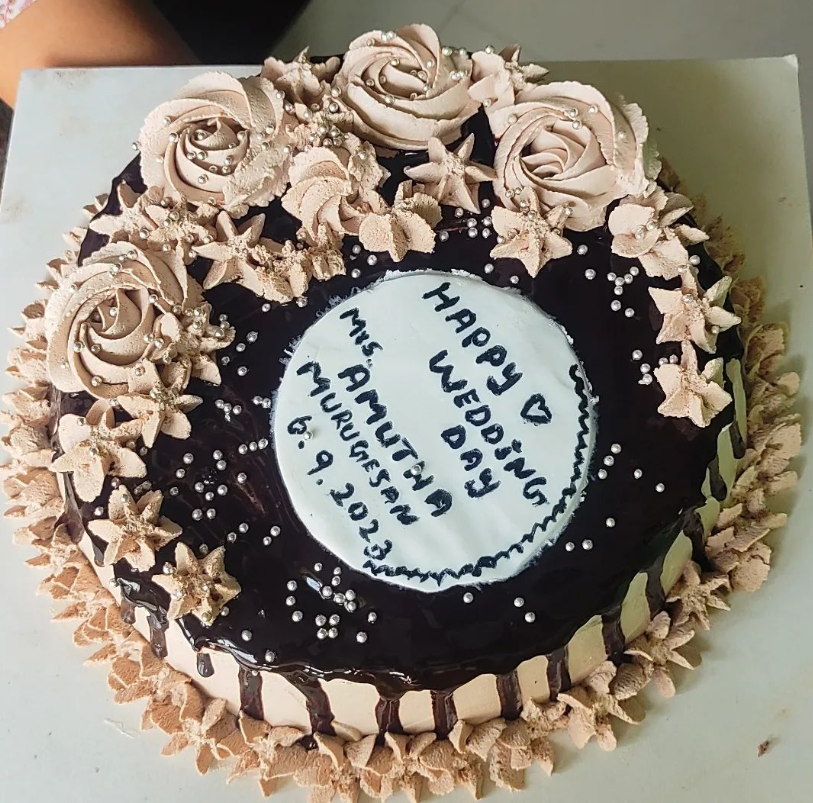 HAPPY ♡
WEDDING
DAY
Mrs. AMUTHA
MURUGESAN
6.9.2023